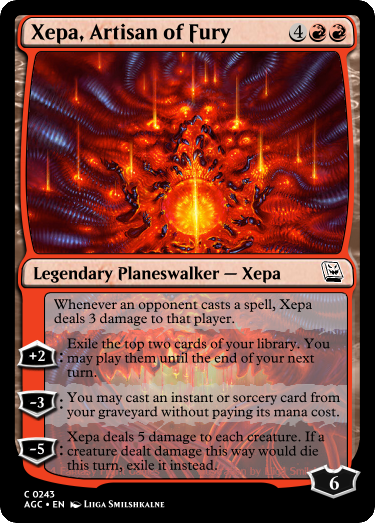 Xepa, Artisan of Fury 4
Legendary Planeswalker — Xepa
Whenever an opponent casts a spell, Xepa
deals 3 damage to that player.
+2: Exile the top two cards of your library. You
may play them until the end of your next
turn.
-3: You may cast an instant or sorcery card from
your graveyard without paying its mana cost.
-5: Xepa deals 5 damage to each creature. If a
creature dealt damage this way would die
this turn, exile it instead.
6
C 0243
AGC • EN Liiga Smilshkalne